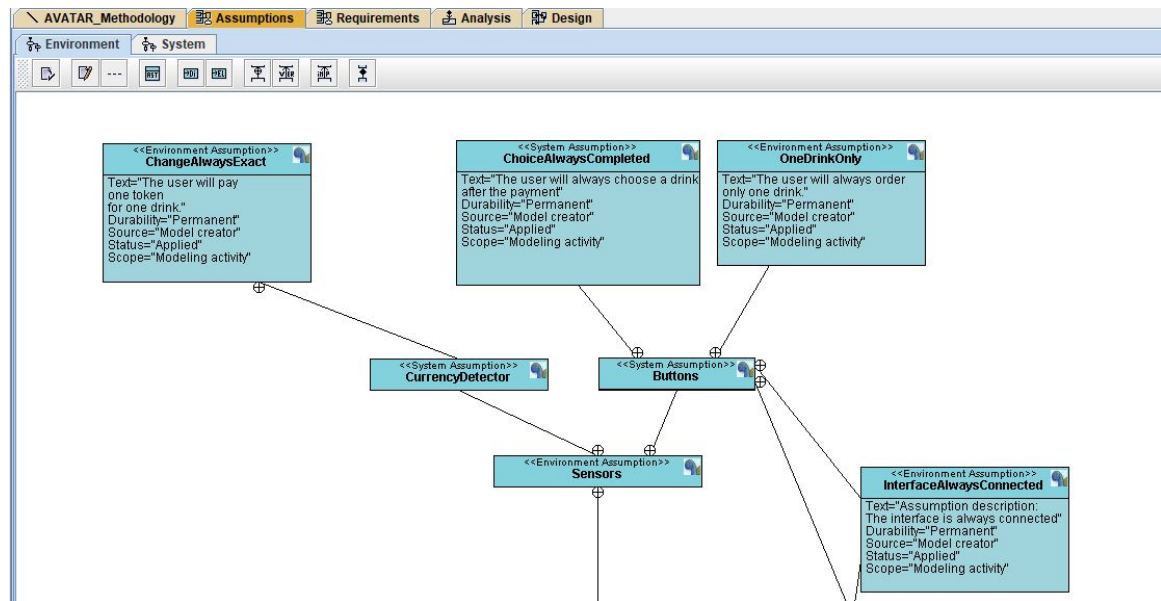 AVATAR_Methodology Assumptions Requirements Analysis Design
Environment System
<<Environment Assumption>>
ChangeAlwaysExact
Text="The user will pay
one token
for one drink."
Durability="Permanent"
Source="Model creator"
Status="Applied"
Scope="Modeling activity"
<<System Assumption>>
ChoiceAlwaysCompleted
Text="The user will always choose a drink
after the payment"
Durability="Permanent"
Source="Model creator"
Status="Applied"
Scope="Modeling activity"
<<Environment Assumption>>
OneDrinkOnly
Text="The user will always order
only one drink."
Durability="Permanent"
Source="Model creator"
Status="Applied"
Scope="Modeling activity"
<<System Assumption>>
CurrencyDetector
<<System Assumption>>
Buttons
<<Environment Assumption>>
Sensors
<<Environment Assumption>>
InterfaceAlwaysConnected
Text="Assumption description:
The interface is always connected"
Durability="Permanent"
Source="Model creator"
Status="Applied"
Scope="Modeling activity"